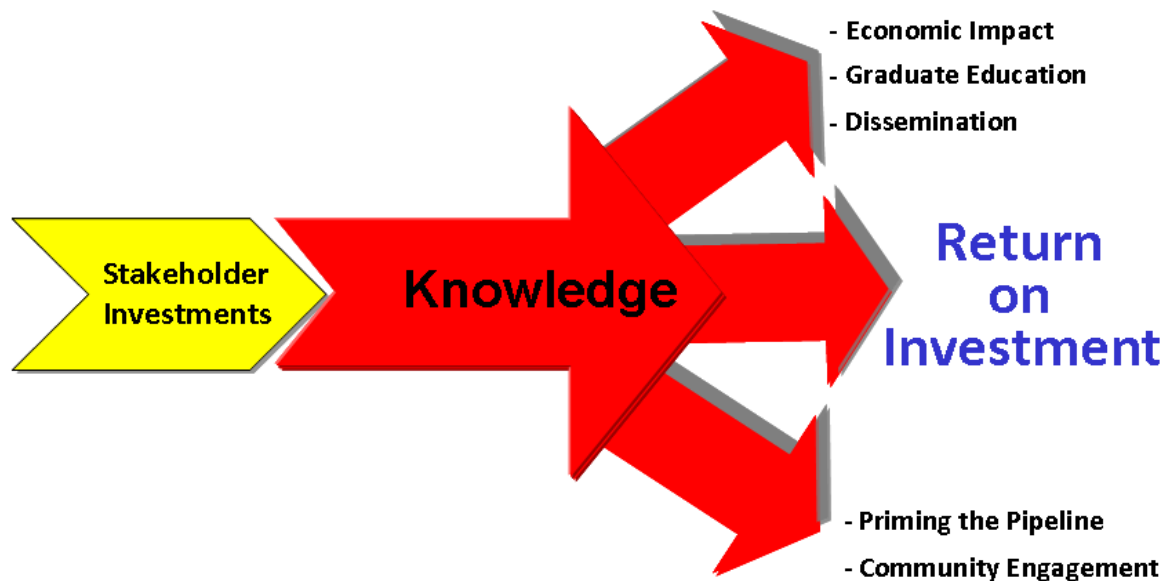 Stakeholder
Investments
Knowledge
- Economic Impact
- Graduate Education
- Dissemination
Return
on
Investment
- Priming the Pipeline
- Community Engagement